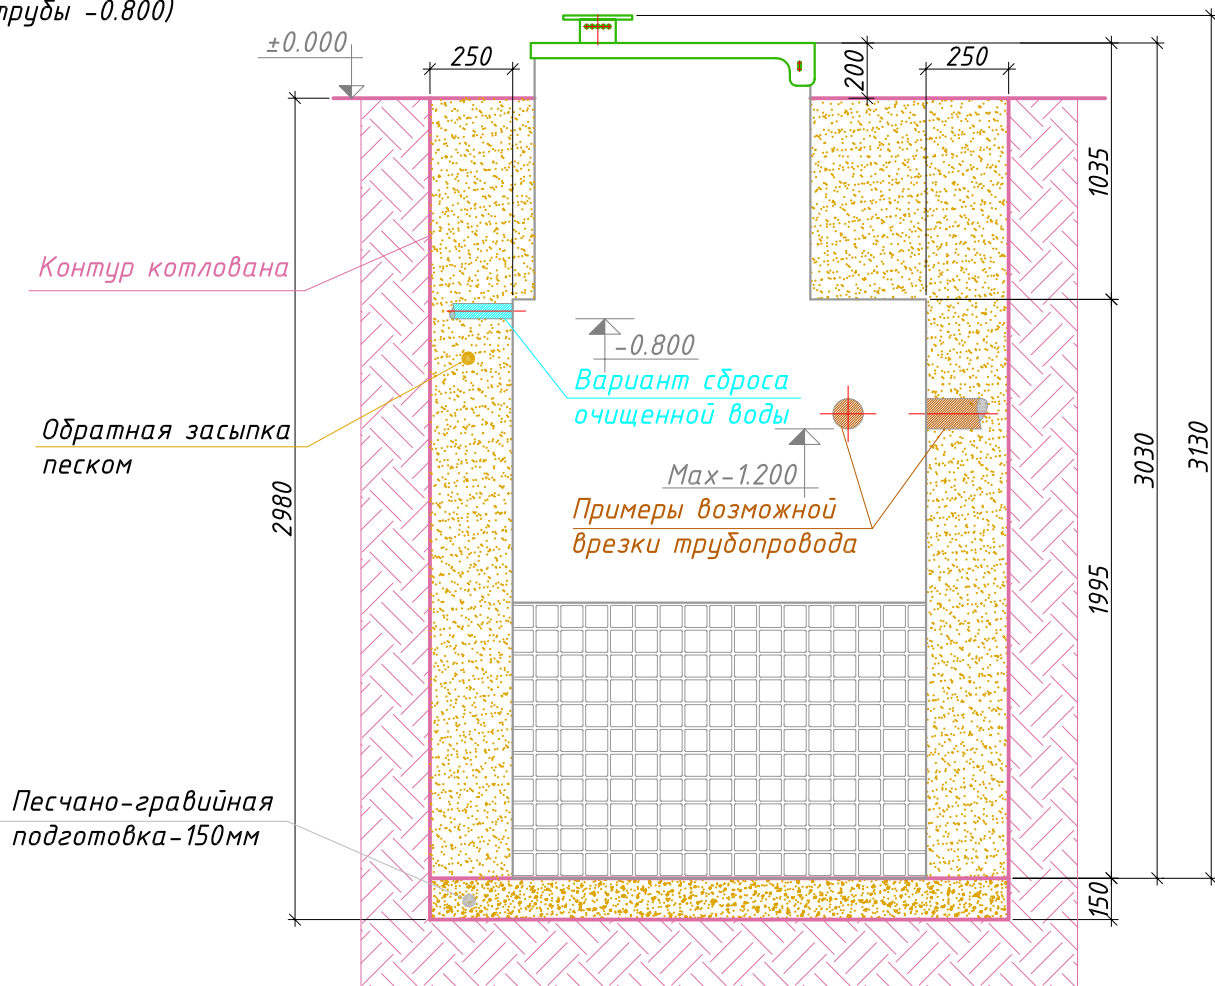 трубы -0.800)
±0.000
250
200
250
1035
Контур котлована
-0.800
Вариант сброса
очищенной воды
Обратная засыпка
песком
Max-1.200
3030
3130
2980
Примеры возможной
врезки трубопровода
1995
Песчано-гравийная
подготовка-150мм
150